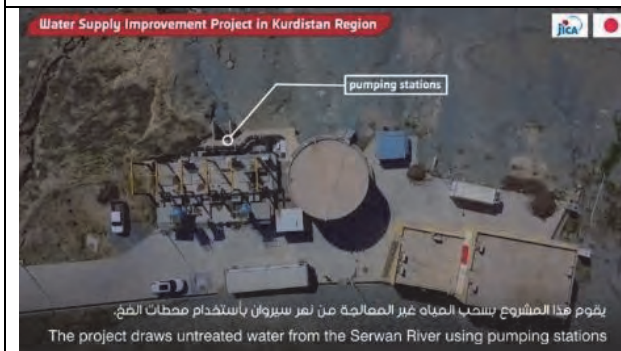 Water Supply Improvement Project in Kurdistan Region
jICA
pumping stations
يقوم هذا المشروع بسحب المياه غير المعالجة من نهر سيروان بأستخدام محطات الضخ.
The project draws untreated water from the Serwan River using pumping stations